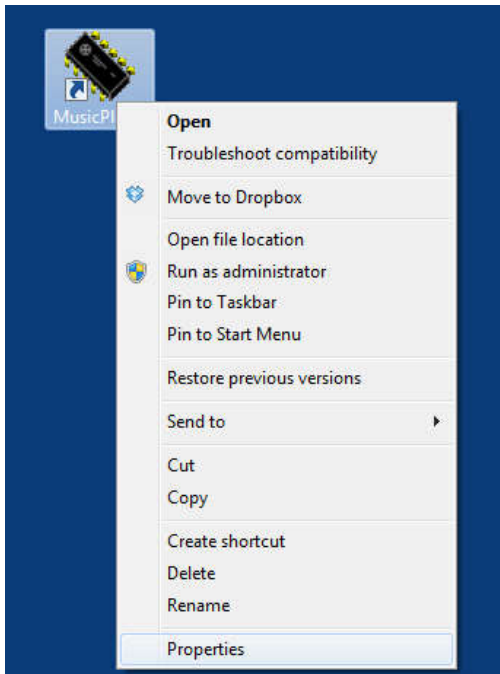 MusicPl
Open
Troubleshoot compatibility
Move to Dropbox
Open file location
Run as administrator
Pin to Taskbar
Pin to Start Menu
Restore previous versions
Send to
Cut
Copy
Create shortcut
Delete
Rename
Properties